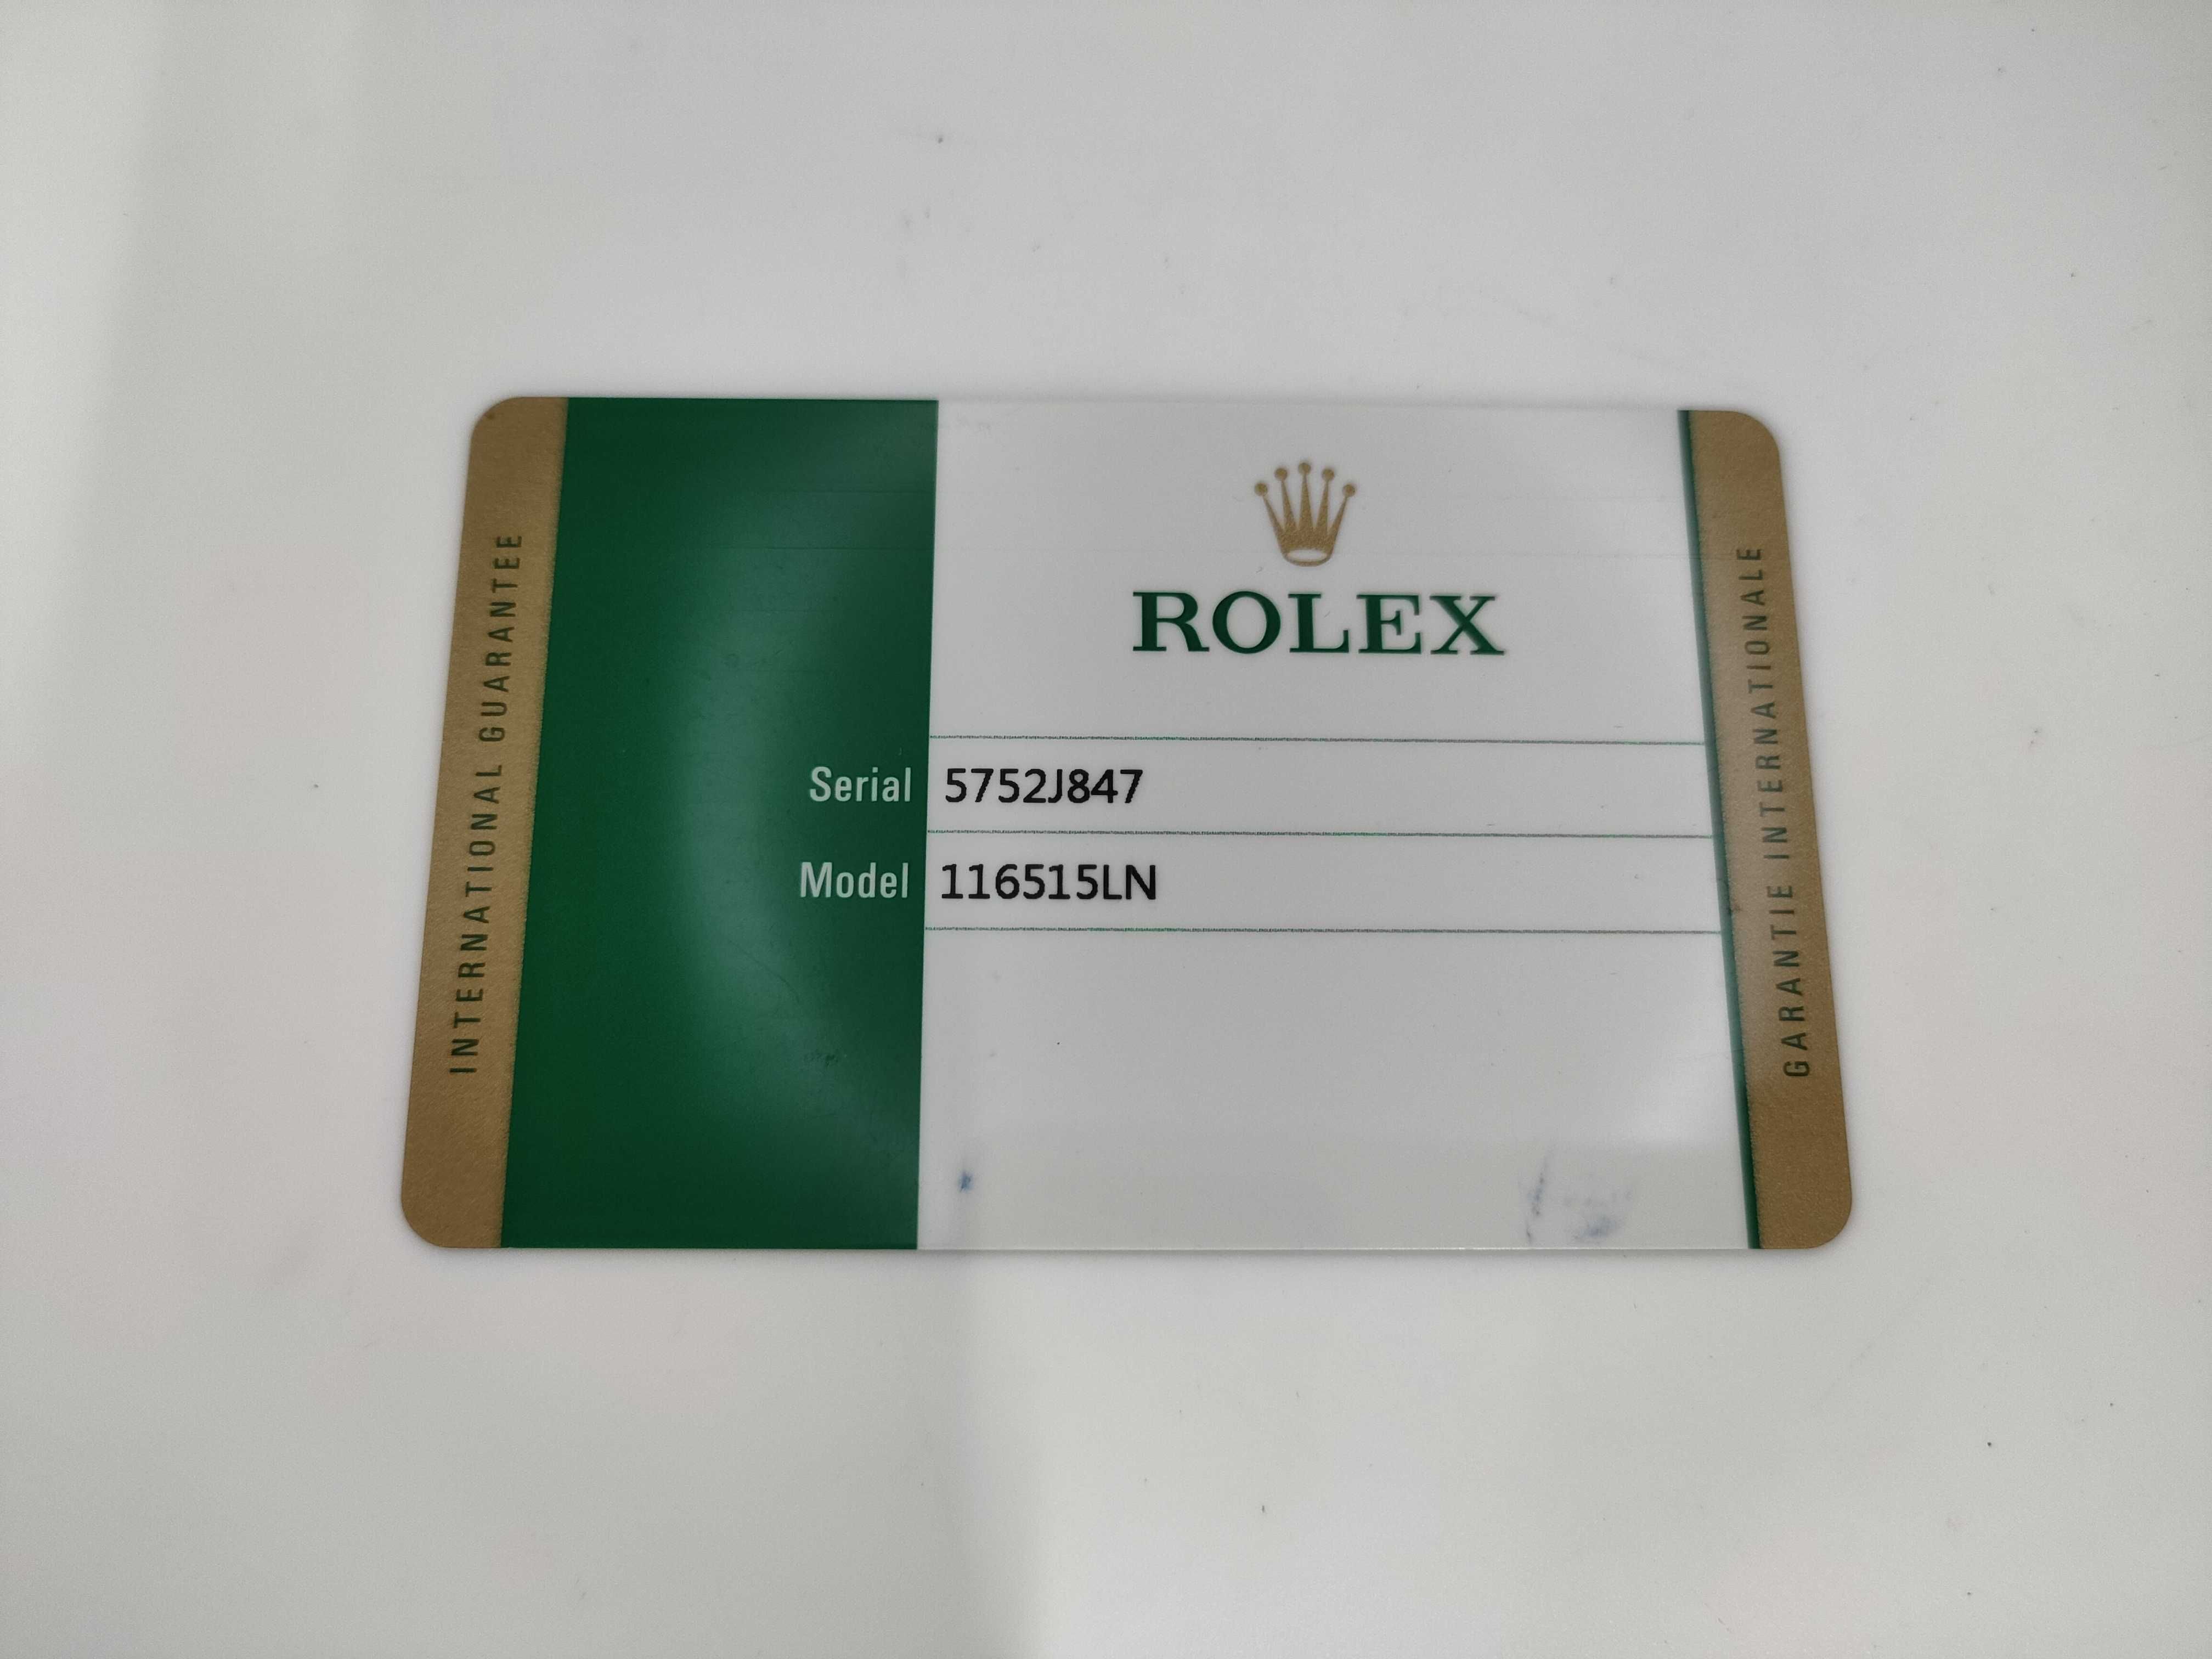 INTERNATIONAL GUARANTEE
ROLEX
Serial 5752J847
Model 116515LN
GARANTIE INTERNATIONALE